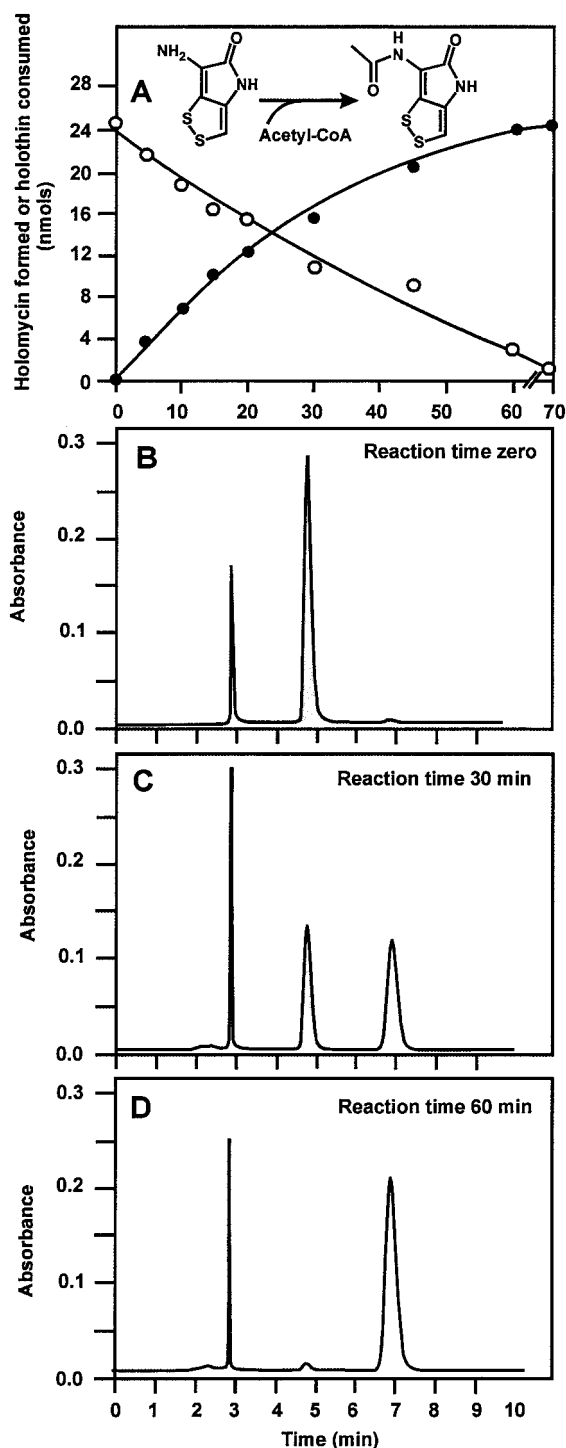 Holomycin formed or holothin consumed
(nmols)
A
28
24
20
16
12
8
4
0
NH2
O
NH
S
S
Acetyl-CoA
H
N
O
O
NH
S
S
0 10 20 30 40 50 60 70
B
Reaction time zero
Absorbance
0.3
0.2
0.1
0.0
C
Reaction time 30 min
Absorbance
0.3
0.2
0.1
0.0
D
Reaction time 60 min
Absorbance
0.3
0.2
0.1
0.0
0 1 2 3 4 5 6 7 8 9 10
Time (min)